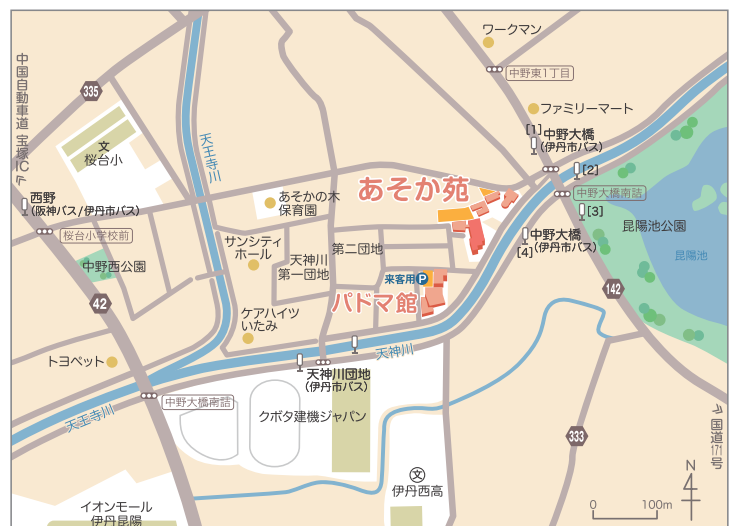 ワークマン
中野東1丁目
中国自動車道 宝塚IC
335
文
桜台小
ファミリーマート
[1]
中野大橋
(伊丹市バス)
[2]
天王寺川
西野
(阪神バス/伊丹市バス)
あそか苑
中野大橋南詰
あそかの木
保育園
[3]
昆陽池公園
桜台小学校前
サンシティ
ホール
第二団地
中野大橋
[4](伊丹市バス)
昆陽池
中野西公園
天神川
第一団地
来客用P
142
42
パドマ館
ケアハイツ
いたみ
天神川
トヨペット
天神川団地
(伊丹市バス)
中野大橋南詰
天王寺川
クボタ建機ジャパン
国道171号
333
文
伊丹西高
N
0 100m
イオンモール
伊丹昆陽